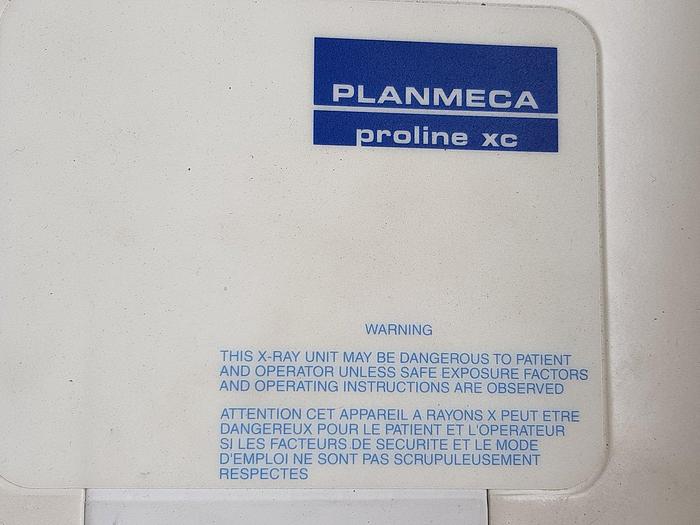 PLANMECA
proline xc
WARNING
THIS X-RAY UNIT MAY BE DANGEROUS TO PATIENT
AND OPERATOR UNLESS SAFE EXPOSURE FACTORS
AND OPERATING INSTRUCTIONS ARE OBSERVED
ATTENTION CET APPAREIL A RAYONS X PEUT ETRE
DANGEREUX POUR LE PATIENT ET L'OPERATEUR
SI LES FACTEURS DE SECURITE ET LE MODE
D'EMPLOI NE SONT PAS SCRUPULEUSEMENT
RESPECTES